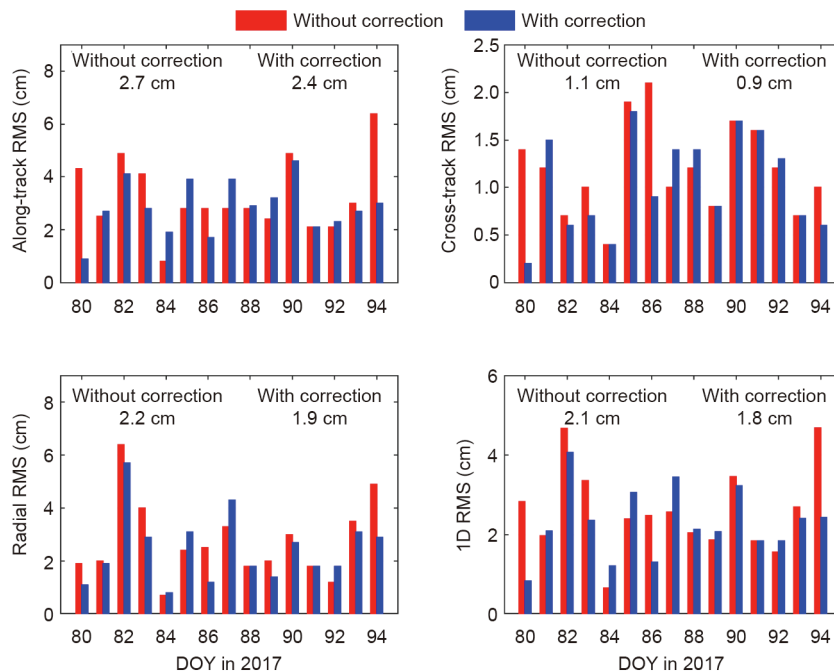 Without correction With correction
Without correction With correction
2.7 cm 2.4 cm
Along-track RMS (cm)
8
6
4
2
0
80 82 84 86 88 90 92 94
Without correction With correction
1.1 cm 0.9 cm
Cross-track RMS (cm)
2.5
2.0
1.5
1.0
0.5
0
80 82 84 86 88 90 92 94
Without correction With correction
2.2 cm 1.9 cm
Radial RMS (cm)
8
6
4
2
0
80 82 84 86 88 90 92 94
DOY in 2017
Without correction With correction
2.1 cm 1.8 cm
1D RMS (cm)
6
4
2
0
80 82 84 86 88 90 92 94
DOY in 2017